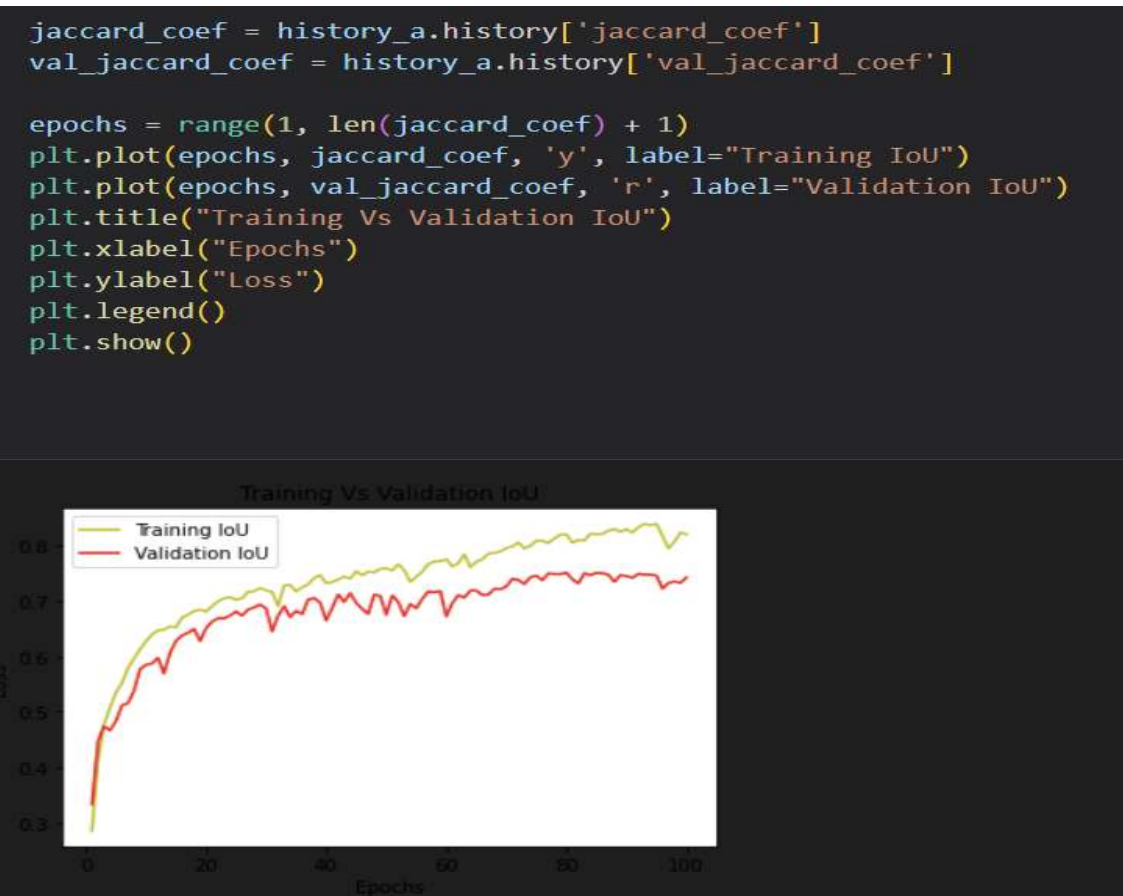 jaccard_coef = history_a.history['jaccard_coef']
val_jaccard_coef = history_a.history['val_jaccard_coef']
epochs = range(1, len(jaccard_coef) + 1)
plt.plot(epochs, jaccard_coef, 'y', label="Training IoU")
plt.plot(epochs, val_jaccard_coef, 'r', label="Validation IoU")
plt.title("Training Vs Validation IoU")
plt.xlabel("Epochs")
plt.ylabel("Loss")
plt.legend()
plt.show()
Training Vs Validation IoU
Training IoU
Validation IoU
0.8
0.7
0.6
0.5
0.4
0.3
0 20 40 60 80 100
Epochs